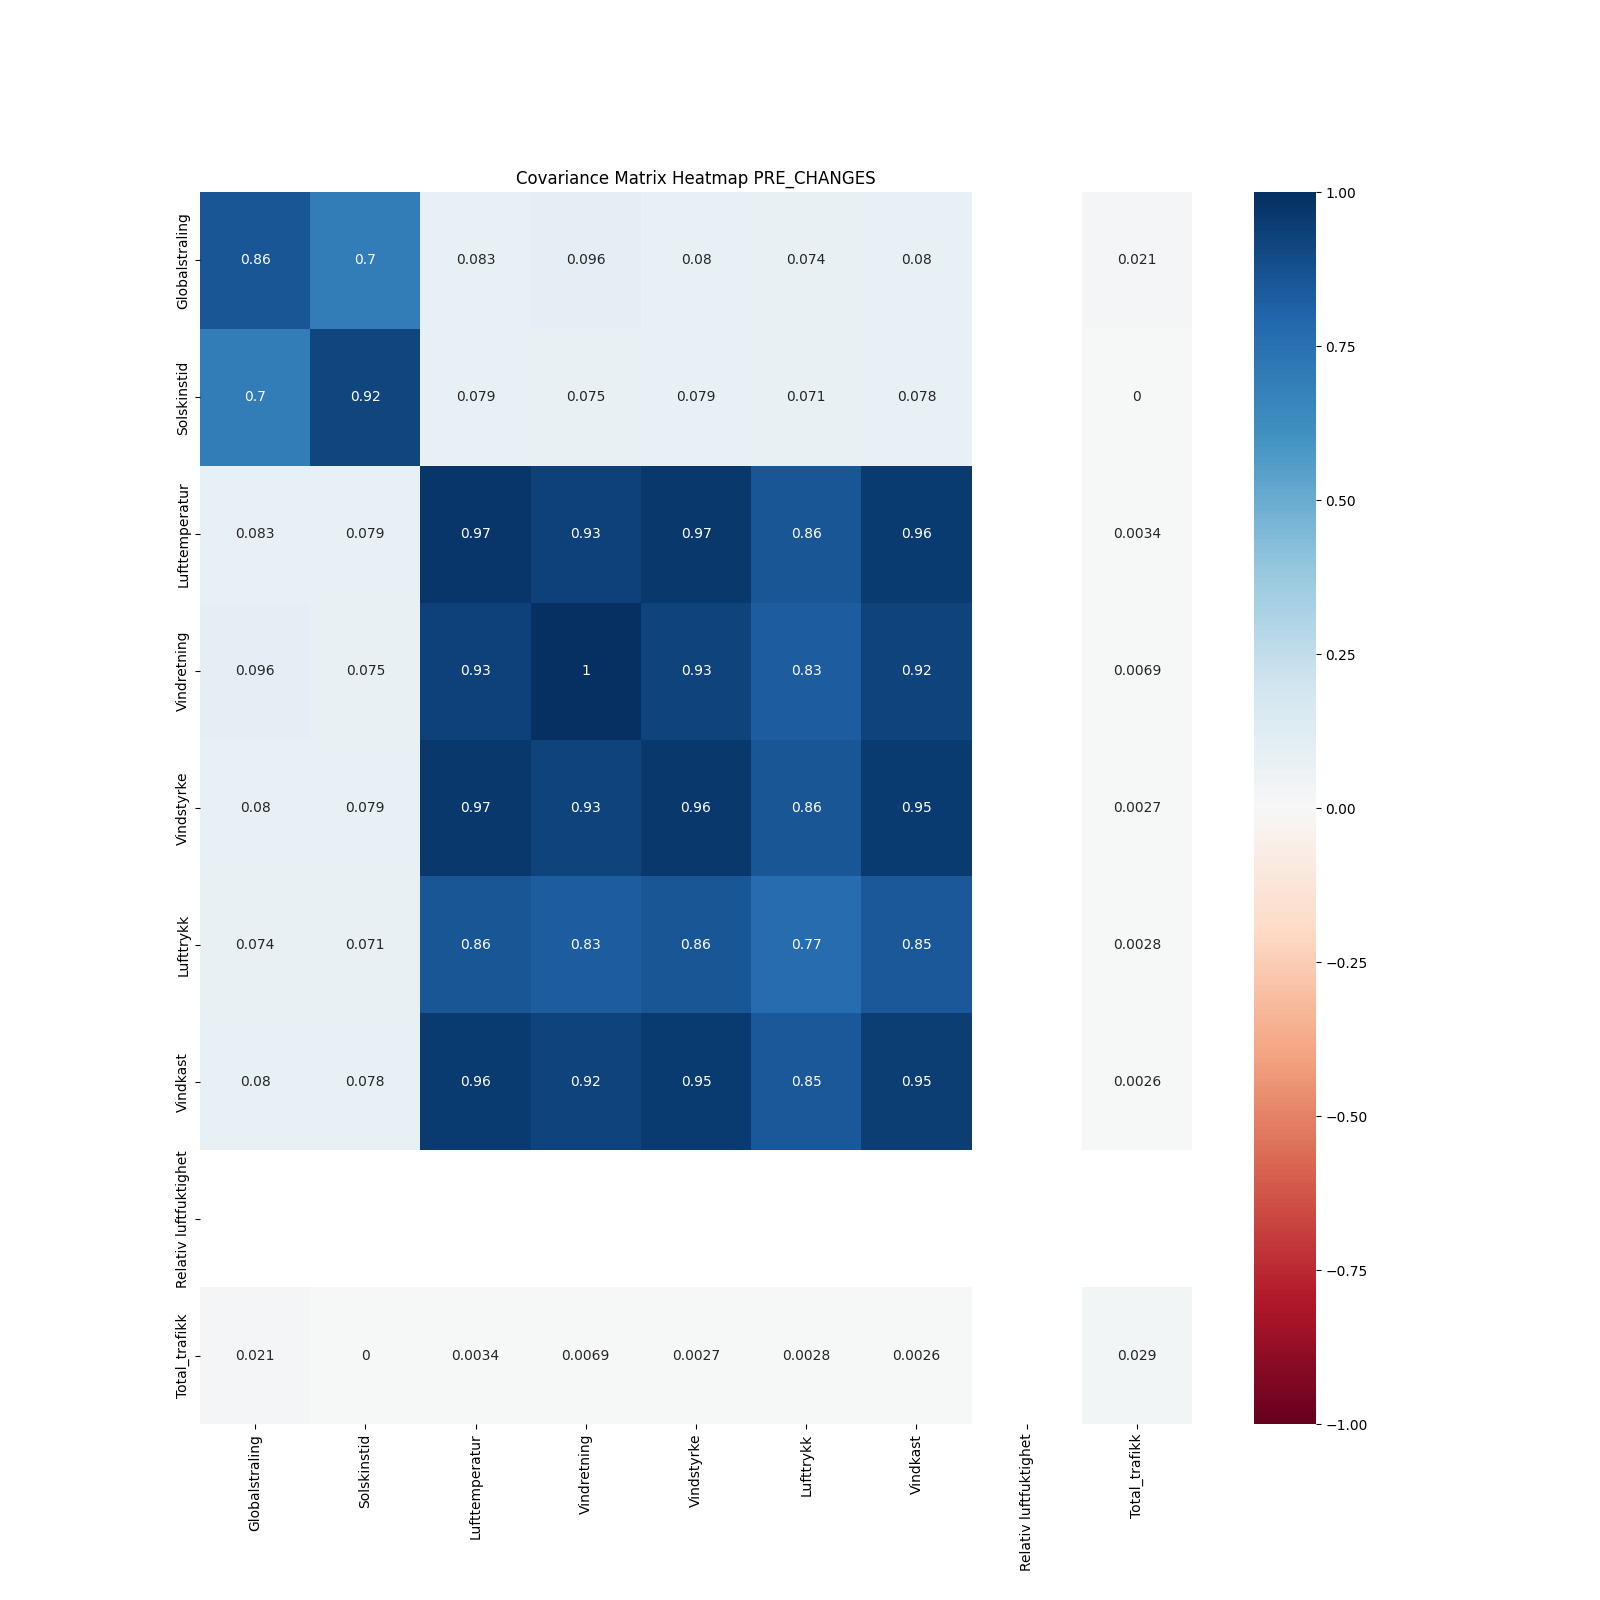 Covariance Matrix Heatmap PRE_CHANGES
Globalstraling 0.86 0.7 0.083 0.096 0.08 0.074 0.08 0.021
Solskinstid 0.7 0.92 0.079 0.075 0.079 0.071 0.078 0
Lufttemperatur 0.083 0.079 0.97 0.93 0.97 0.86 0.96 0.0034
Vindretning 0.096 0.075 0.93 1 0.93 0.83 0.92 0.0069
Vindstyrke 0.08 0.079 0.97 0.93 0.96 0.86 0.95 0.0027
Lufttrykk 0.074 0.071 0.86 0.83 0.86 0.77 0.85 0.0028
Vindkast 0.08 0.078 0.96 0.92 0.95 0.85 0.95 0.0026
Relativ luftfuktighet
Total_trafikk 0.021 0 0.0034 0.0069 0.0027 0.0028 0.0026 0.029
Globalstraling
Solskinstid
Lufttemperatur
Vindretning
Vindstyrke
Lufttrykk
Vindkast
Relativ luftfuktighet
Total_trafikk
1.00
0.75
0.50
0.25
0.00
−0.25
−0.50
−0.75
−1.00